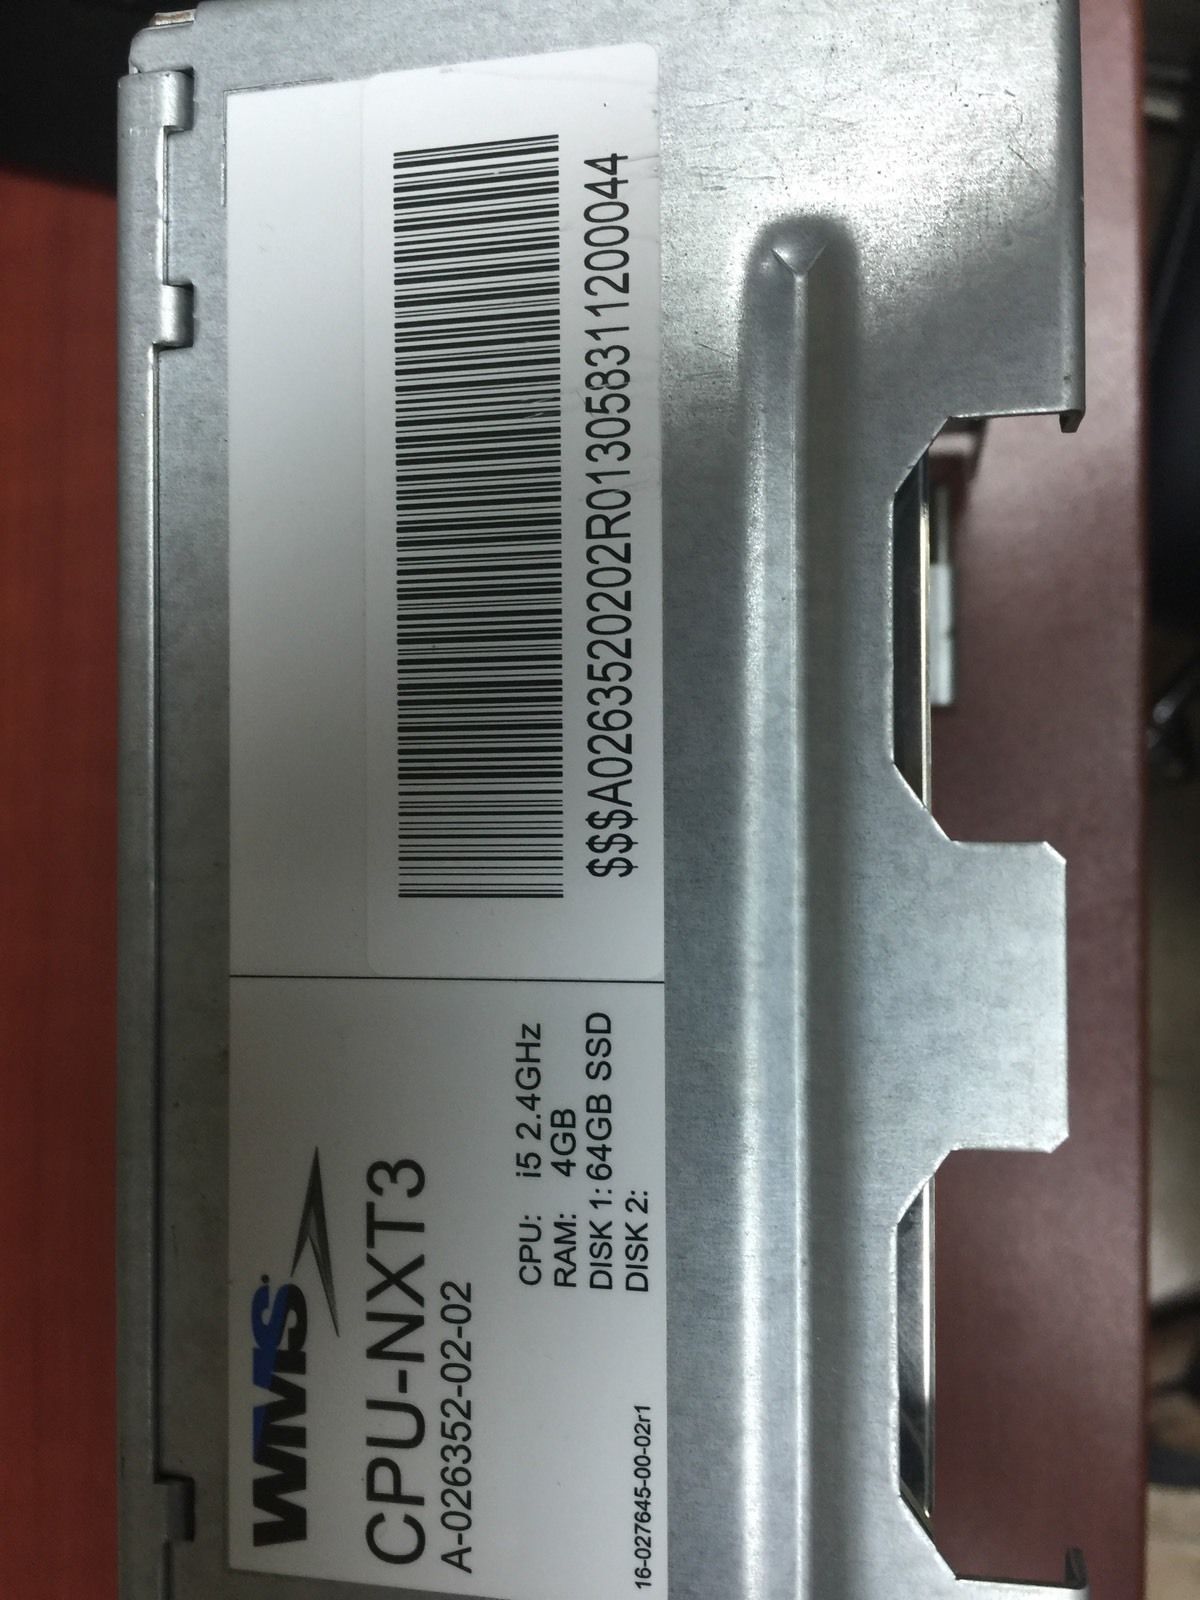 WMS
CPU-NXT3
A-026352-02-02
CPU: i5 2.4GHz
RAM: 4GB
DISK 1: 64GB SSD
DISK 2:
16-027645-00-02r1
$$$A0263520202R013058311200044